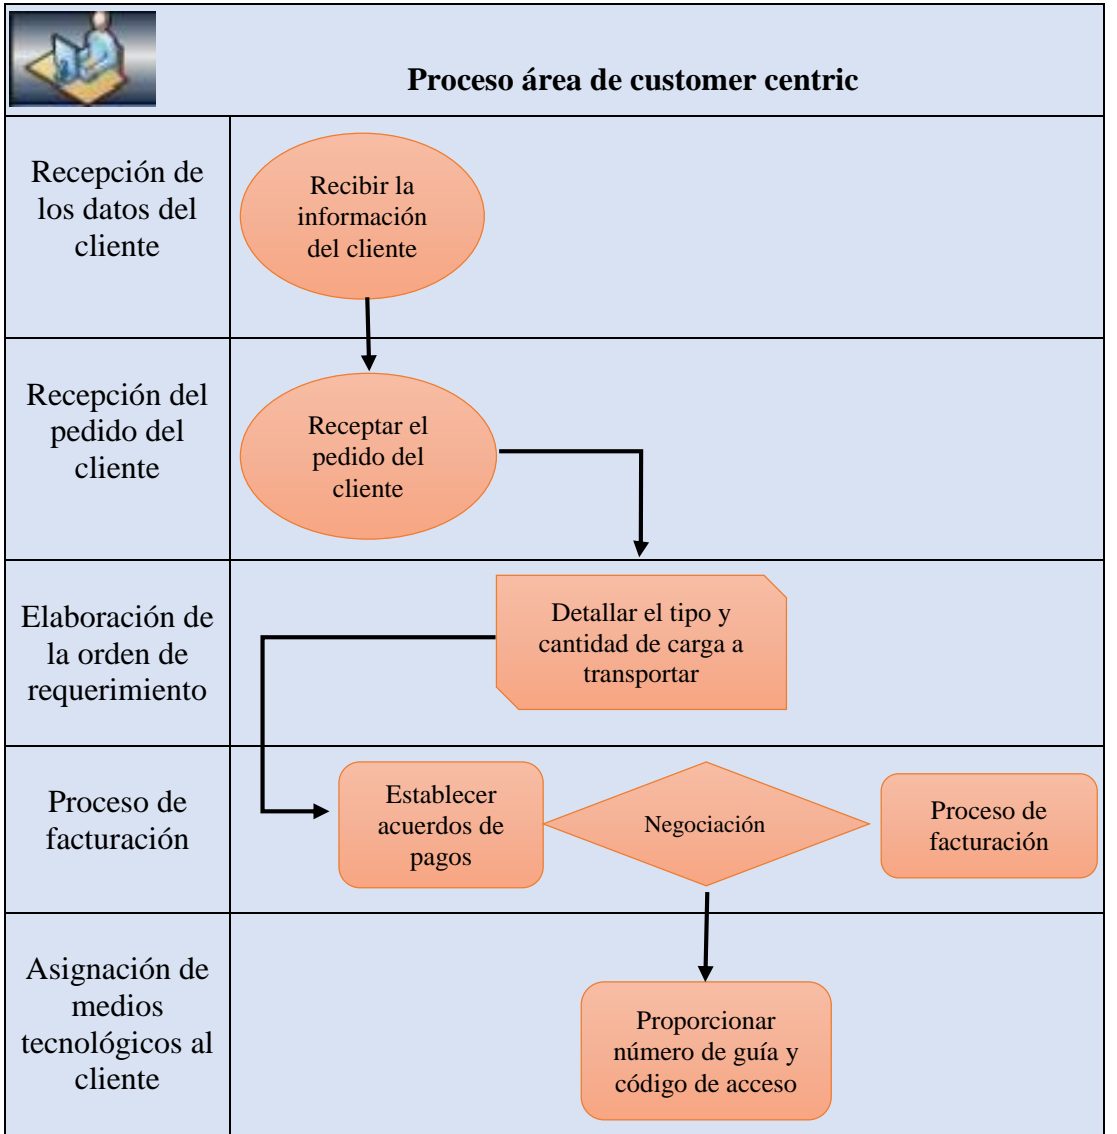 Proceso área de customer centric
Recepción de
los datos del
cliente
Recibir la
información
del cliente
Recepción del
pedido del
cliente
Receptar el
pedido del
cliente
Elaboración de
la orden de
requerimiento
Detallar el tipo y
cantidad de carga a
transportar
Proceso de
facturación
Establecer
acuerdos de
pagos
Negociación
Proceso de
facturación
Asignación de
medios
tecnológicos al
cliente
Proporcionar
número de guía y
código de acceso